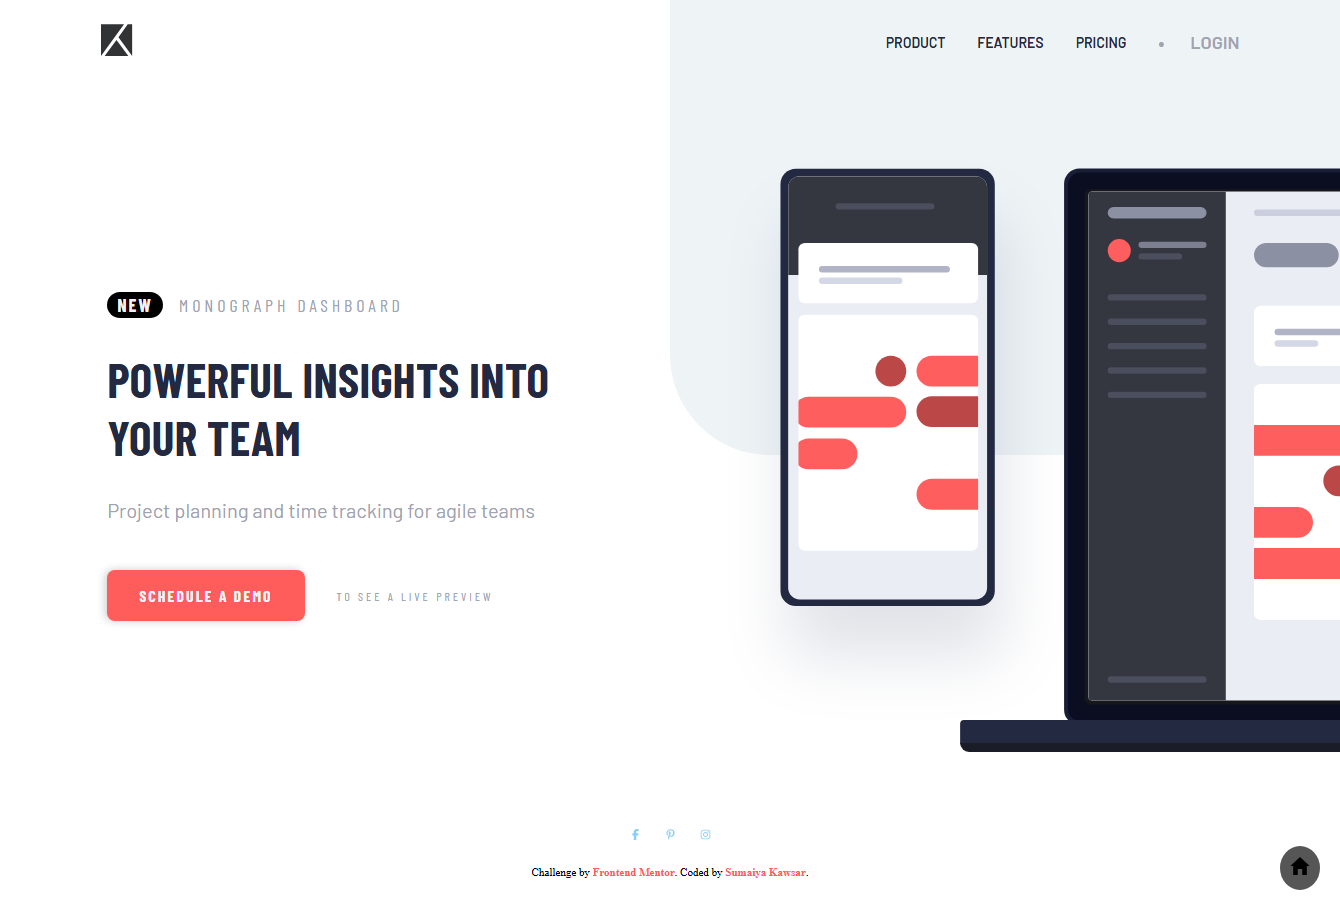 PRODUCT FEATURES PRICING • LOGIN
NEW MONOGRAPH DASHBOARD
POWERFUL INSIGHTS INTO
YOUR TEAM
Project planning and time tracking for agile teams
SCHEDULE A DEMO TO SEE A LIVE PREVIEW
Challenge by Frontend Mentor. Coded by Sumaiya Kawsar.